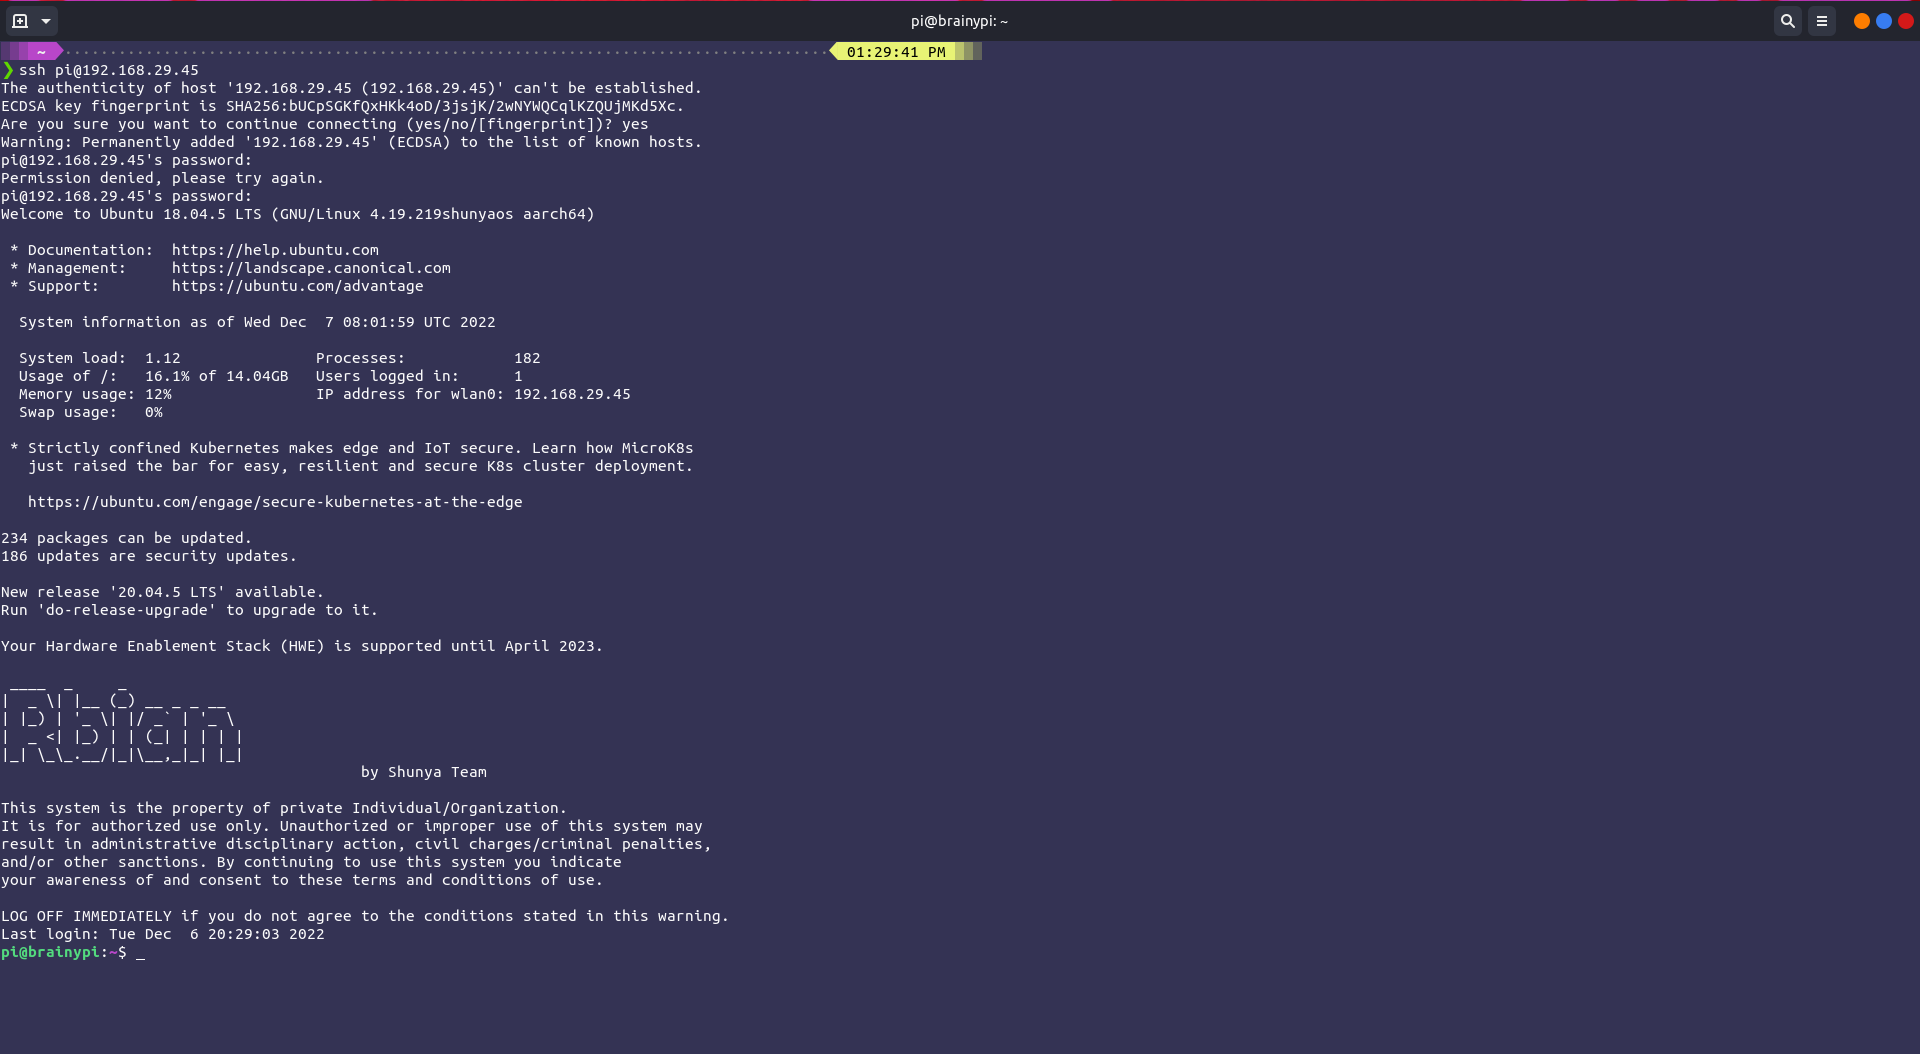 pi@brainypi: ~
~ 01:29:41 PM
❯ ssh pi@192.168.29.45
The authenticity of host '192.168.29.45 (192.168.29.45)' can't be established.
ECDSA key fingerprint is SHA256:bUCpSGKfQxHKk4oD/3jsjK/2wNYWQCqlKZQUjMKd5Xc.
Are you sure you want to continue connecting (yes/no/[fingerprint])? yes
Warning: Permanently added '192.168.29.45' (ECDSA) to the list of known hosts.
pi@192.168.29.45's password:
Permission denied, please try again.
pi@192.168.29.45's password:
Welcome to Ubuntu 18.04.5 LTS (GNU/Linux 4.19.219shunyaos aarch64)
* Documentation:  https://help.ubuntu.com
* Management:     https://landscape.canonical.com
* Support:        https://ubuntu.com/advantage
System information as of Wed Dec  7 08:01:59 UTC 2022
System load:  1.12               Processes:            182
Usage of /:   16.1% of 14.04GB   Users logged in:      1
Memory usage: 12%                IP address for wlan0: 192.168.29.45
Swap usage:   0%
* Strictly confined Kubernetes makes edge and IoT secure. Learn how MicroK8s
just raised the bar for easy, resilient and secure K8s cluster deployment.
https://ubuntu.com/engage/secure-kubernetes-at-the-edge
234 packages can be updated.
186 updates are security updates.
New release '20.04.5 LTS' available.
Run 'do-release-upgrade' to upgrade to it.
Your Hardware Enablement Stack (HWE) is supported until April 2023.
Rbian
by Shunya Team
This system is the property of private Individual/Organization.
It is for authorized use only. Unauthorized or improper use of this system may
result in administrative disciplinary action, civil charges/criminal penalties,
and/or other sanctions. By continuing to use this system you indicate
your awareness of and consent to these terms and conditions of use.
LOG OFF IMMEDIATELY if you do not agree to the conditions stated in this warning.
Last login: Tue Dec  6 20:29:03 2022
pi@brainypi:~$ _